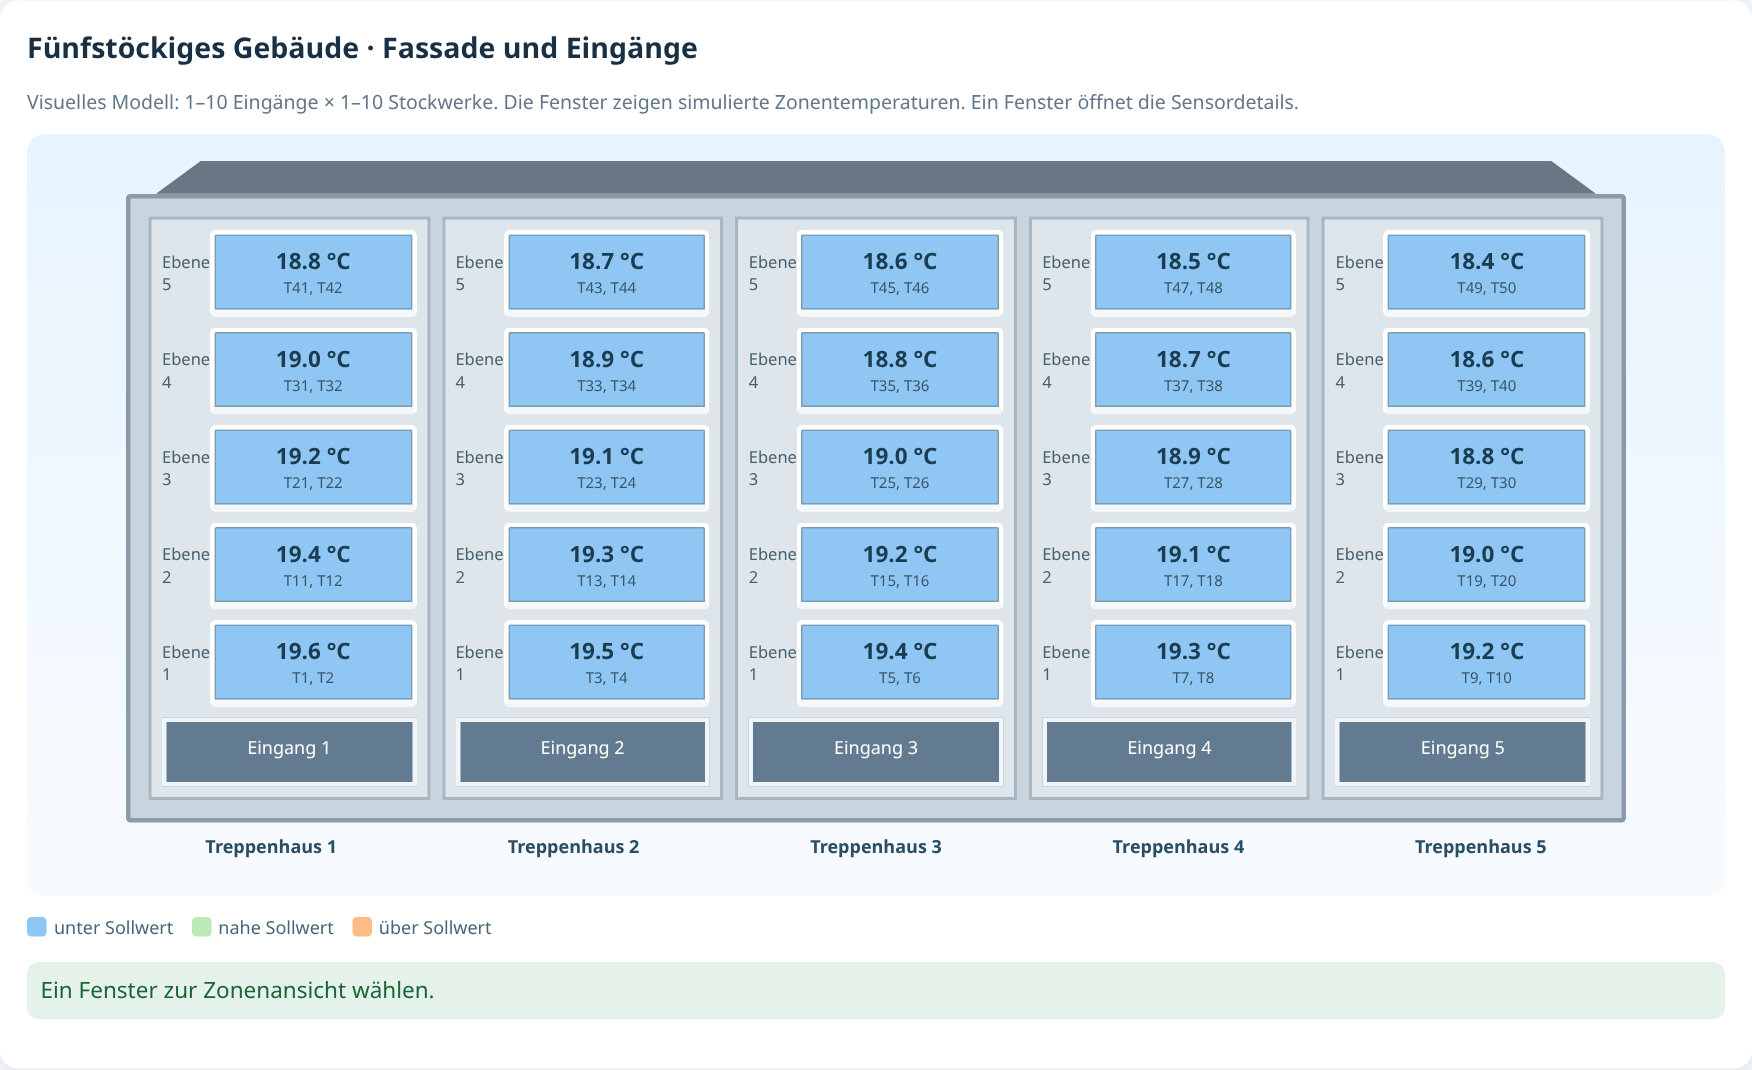 Fünfstöckiges Gebäude · Fassade und Eingänge
Visuelles Modell: 1–10 Eingänge × 1–10 Stockwerke. Die Fenster zeigen simulierte Zonentemperaturen. Ein Fenster öffnet die Sensordetails.
Ebene 5
18.8 °C
T41, T42
Ebene 4
19.0 °C
T31, T32
Ebene 3
19.2 °C
T21, T22
Ebene 2
19.4 °C
T11, T12
Ebene 1
19.6 °C
T1, T2
Eingang 1
Ebene 5
18.7 °C
T43, T44
Ebene 4
18.9 °C
T33, T34
Ebene 3
19.1 °C
T23, T24
Ebene 2
19.3 °C
T13, T14
Ebene 1
19.5 °C
T3, T4
Eingang 2
Ebene 5
18.6 °C
T45, T46
Ebene 4
18.8 °C
T35, T36
Ebene 3
19.0 °C
T25, T26
Ebene 2
19.2 °C
T15, T16
Ebene 1
19.4 °C
T5, T6
Eingang 3
Ebene 5
18.5 °C
T47, T48
Ebene 4
18.7 °C
T37, T38
Ebene 3
18.9 °C
T27, T28
Ebene 2
19.1 °C
T17, T18
Ebene 1
19.3 °C
T7, T8
Eingang 4
Ebene 5
18.4 °C
T49, T50
Ebene 4
18.6 °C
T39, T40
Ebene 3
18.8 °C
T29, T30
Ebene 2
19.0 °C
T19, T20
Ebene 1
19.2 °C
T9, T10
Eingang 5
Treppenhaus 1
Treppenhaus 2
Treppenhaus 3
Treppenhaus 4
Treppenhaus 5
unter Sollwert
nahe Sollwert
über Sollwert
Ein Fenster zur Zonenansicht wählen.